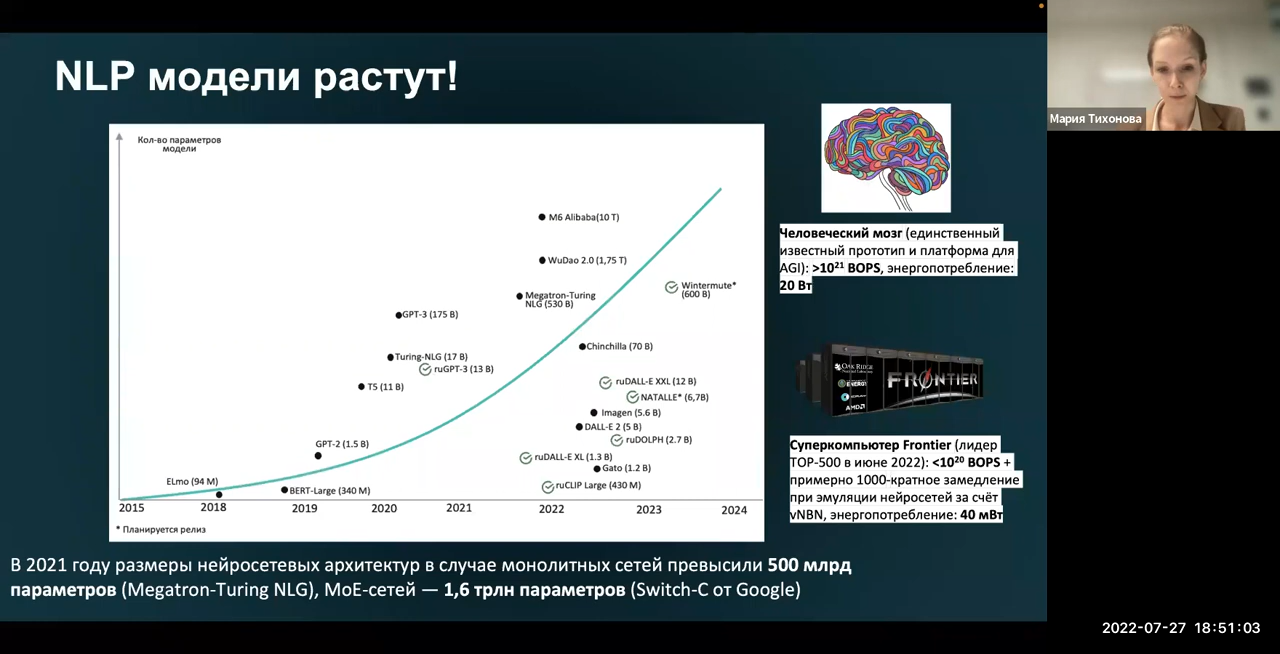 NLP модели растут!
Мария Тихонова
Кол-во параметров
модели
M6 Alibaba(10 T)
WuDao 2.0 (1,75 T)
Wintermute*
(600 B)
Megatron-Turing
NLG (530 B)
GPT-3 (175 B)
Chinchilla (70 B)
Turing-NLG (17 B)
ruGPT-3 (13 B)
T5 (11 B)
ruDALL-E XXL (12 B)
NATALLE* (6,7B)
Imagen (5.6 B)
DALL-E 2 (5 B)
ruDOLPH (2.7 B)
GPT-2 (1.5 B)
ruDALL-E XL (1.3 B)
Gato (1.2 B)
ELmo (94 M)
BERT-Large (340 M)
ruCLIP Large (430 M)
2015 2018 2019 2020 2021 2022 2023 2024
* Планируется релиз
Человеческий мозг (единственный
известный прототип и платформа для
AGI): >10²¹ BOPS, энергопотребление:
20 Вт
OAK RIDGE
ENERGY
AMD
FRONTIER
Суперкомпьютер Frontier (лидер
TOP-500 в июне 2022): <10²⁰ BOPS +
примерно 1000-кратное замедление
при эмуляции нейросетей за счёт
vNBN, энергопотребление: 40 мВт
В 2021 году размеры нейросетевых архитектур в случае монолитных сетей превысили 500 млрд
параметров (Megatron-Turing NLG), MoE-сетей — 1,6 трлн параметров (Switch-C от Google)
2022-07-27 18:51:03